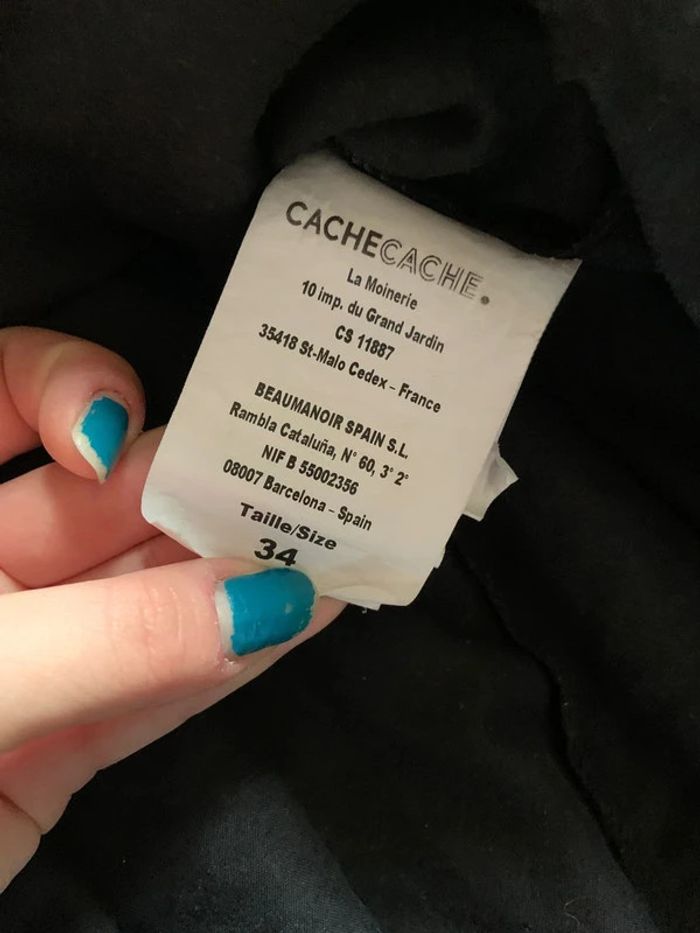 CACHECACHE.
La Moinerie
10 imp. du Grand Jardin
CS 11887
35418 St-Malo Cedex – France
BEAUMANOIR SPAIN S.L.
Rambla Cataluña, N° 60, 3° 2°
NIF B 55002356
08007 Barcelona – Spain
Taille/Size
34